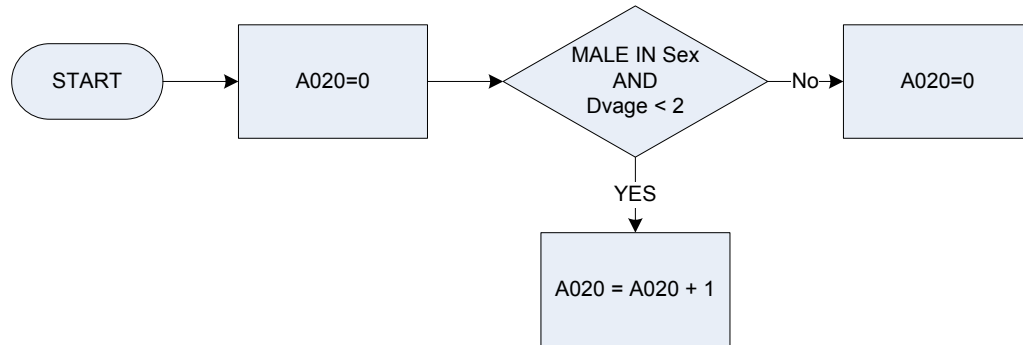 START
A020=0
MALE IN Sex
AND
Dvage < 2
No
A020=0
YES
A020 = A020 + 1